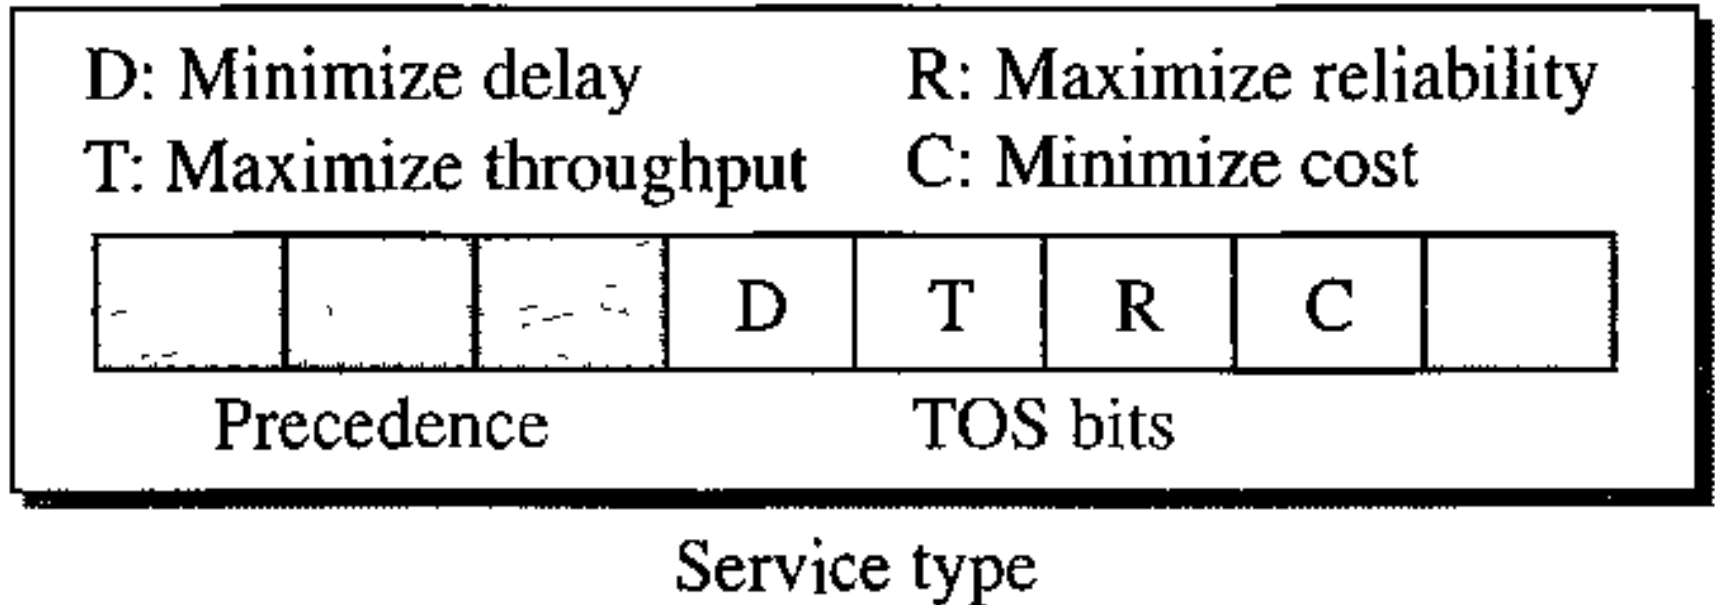 D: Minimize delay R: Maximize reliability
T: Maximize throughput C: Minimize cost
D T R C
Precedence TOS bits
Service type